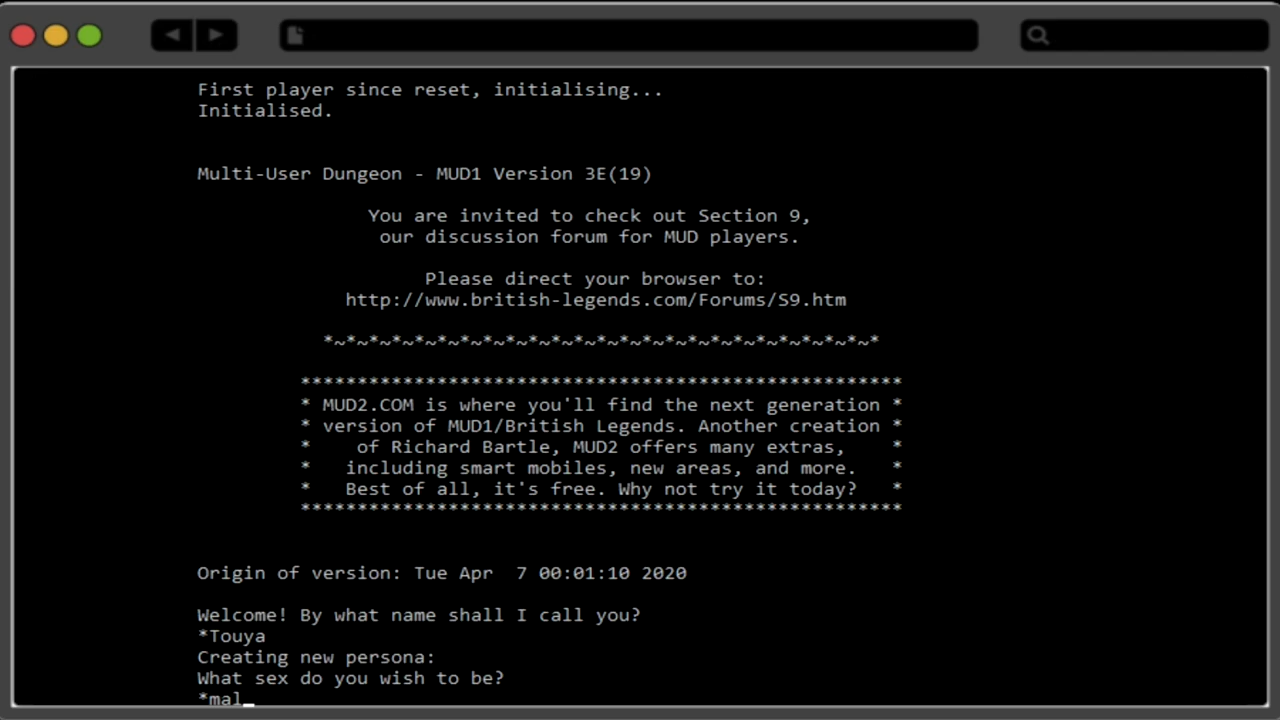 First player since reset, initialising...
Initialised.
Multi-User Dungeon - MUD1 Version 3E(19)
You are invited to check out Section 9,
our discussion forum for MUD players.
Please direct your browser to:
http://www.british-legends.com/Forums/S9.htm
*~*~*~*~*~*~*~*~*~*~*~*~*~*~*~*~*~*~*~*~*~*~*~*~*
*****************************************************
* MUD2.COM is where you'll find the next generation *
* version of MUD1/British Legends. Another creation *
* of Richard Bartle, MUD2 offers many extras, *
* including smart mobiles, new areas, and more. *
* Best of all, it's free. Why not try it today? *
*****************************************************
Origin of version: Tue Apr  7 00:01:10 2020
Welcome! By what name shall I call you?
*Touya
Creating new persona:
What sex do you wish to be?
*mal_